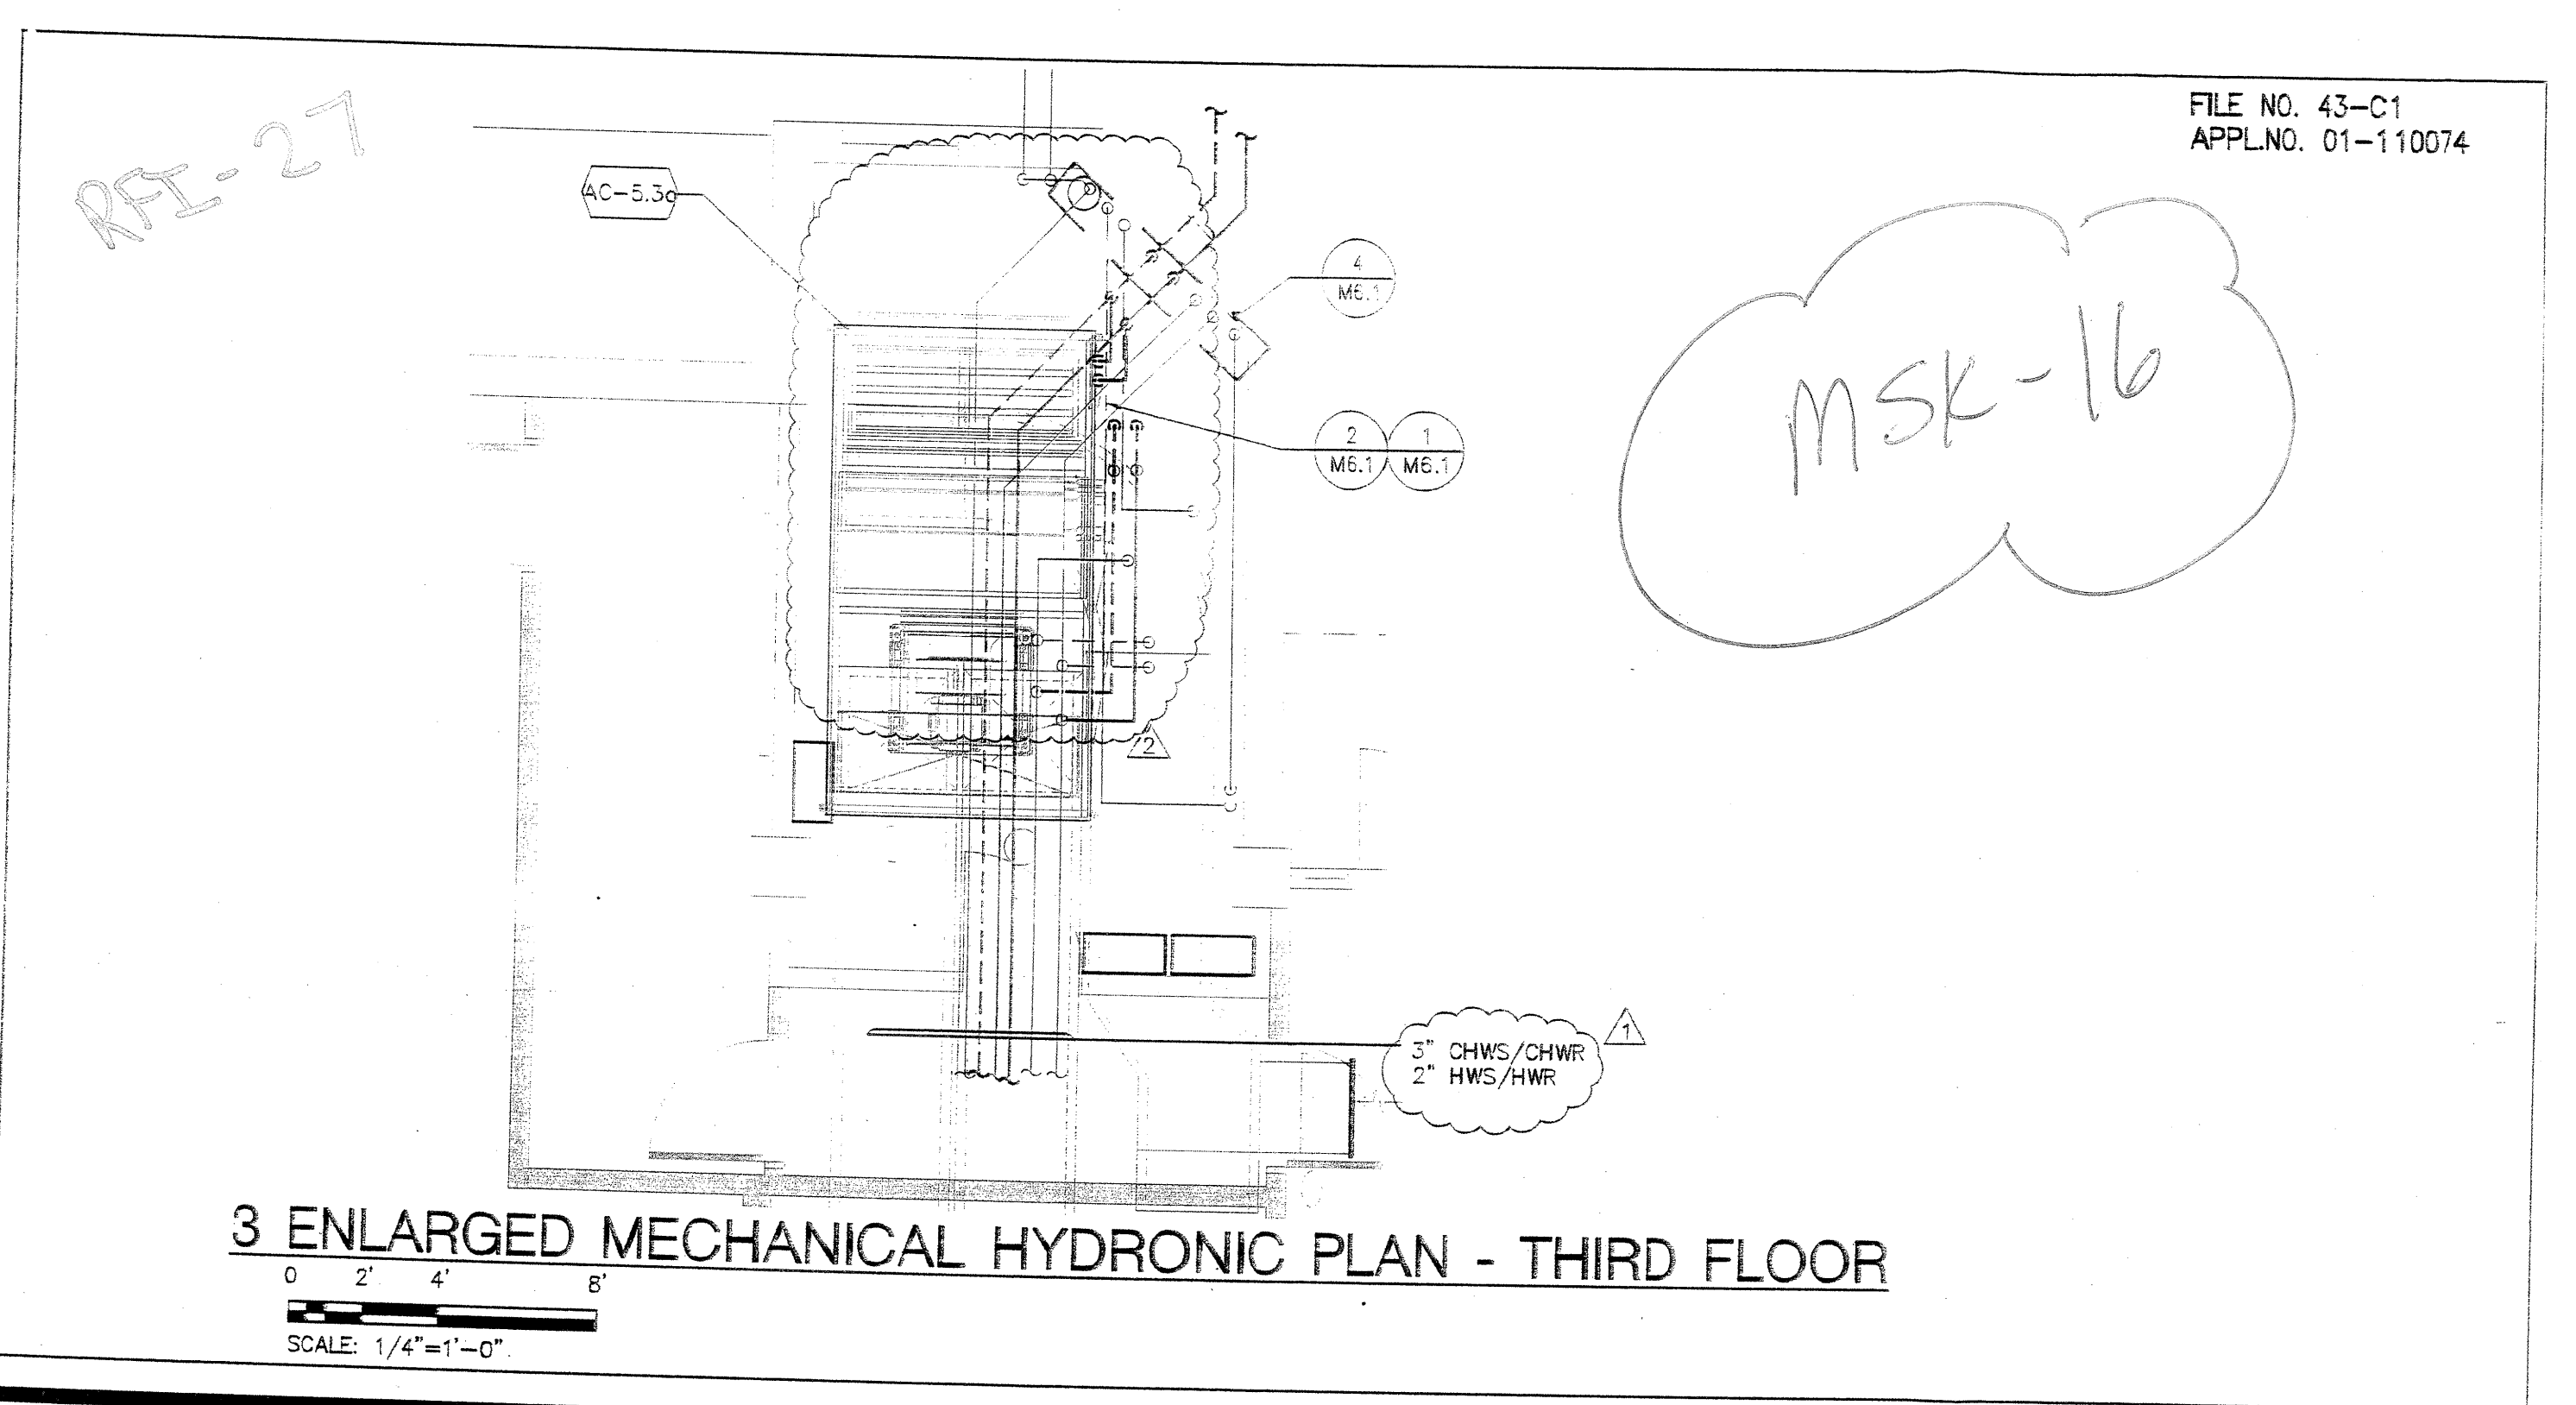 RFI-27
FILE NO. 43-C1
APPL.NO. 01-110074
AC-5.3a
4
M6.1
MSK-16
2
M6.1
1
M6.1
2
1
3" CHWS/CHWR
2" HWS/HWR
3 ENLARGED MECHANICAL HYDRONIC PLAN - THIRD FLOOR
0 2' 4' 8'
SCALE: 1/4"=1'-0"